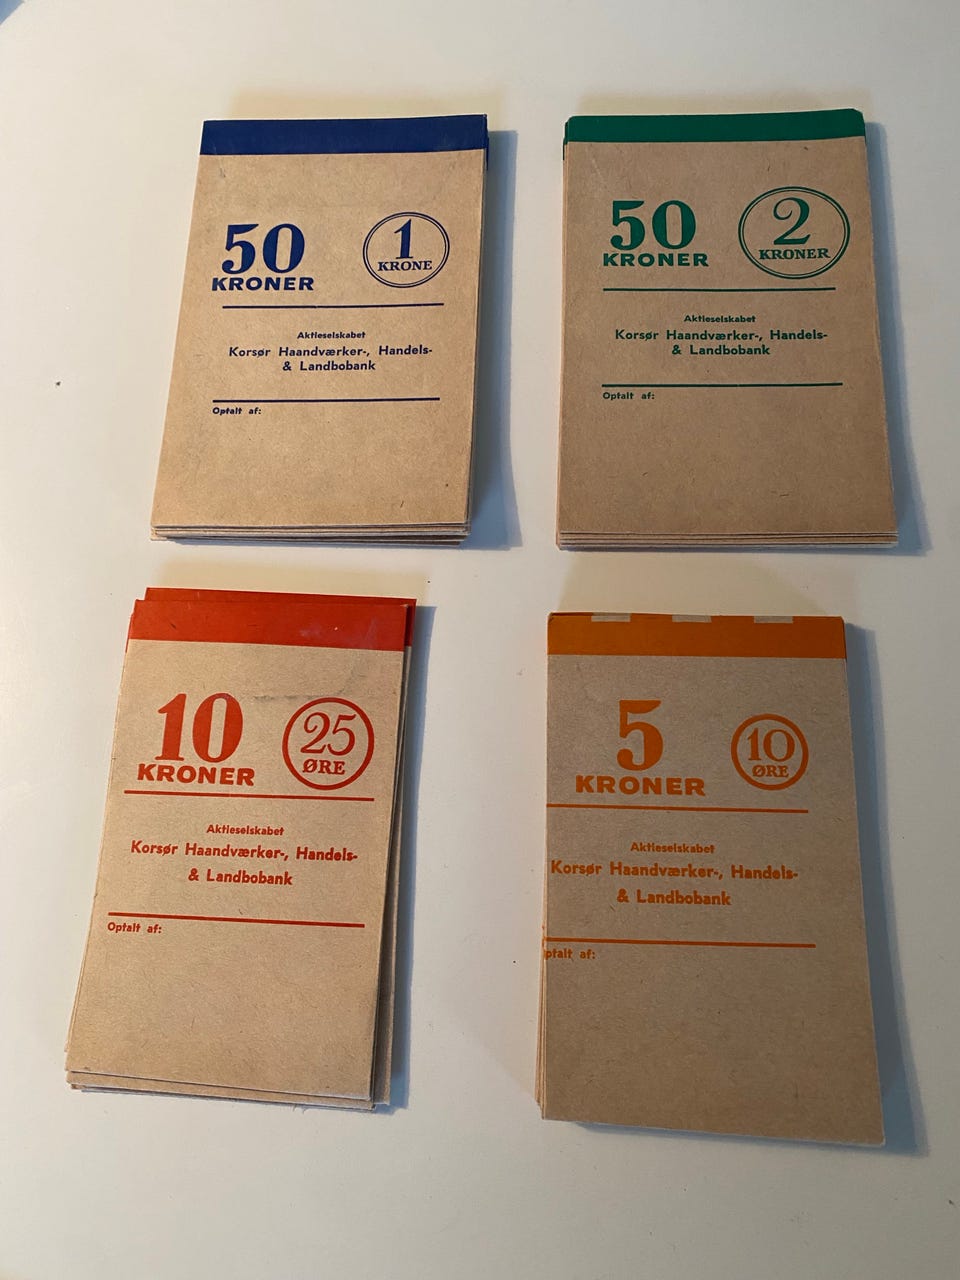 50 KRONER
1 KRONE
Aktieselskabet
Korsør Haandværker-, Handels-
& Landbobank
Optalt af:
50 KRONER
2 KRONER
Aktieselskabet
Korsør Haandværker-, Handels-
& Landbobank
Optalt af:
10 KRONER
25 ØRE
Aktieselskabet
Korsør Haandværker-, Handels-
& Landbobank
Optalt af:
5 KRONER
10 ØRE
Aktieselskabet
Korsør Haandværker-, Handels-
& Landbobank
ptalt af: